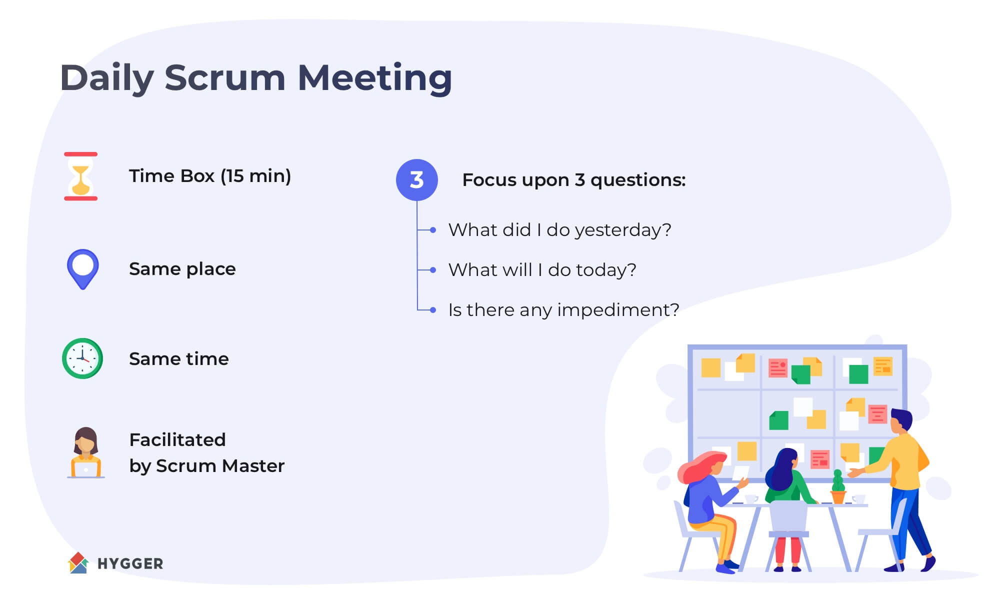 Daily Scrum Meeting
Time Box (15 min)
Same place
Same time
Facilitated
by Scrum Master
3
Focus upon 3 questions:
What did I do yesterday?
What will I do today?
Is there any impediment?
HYGGER